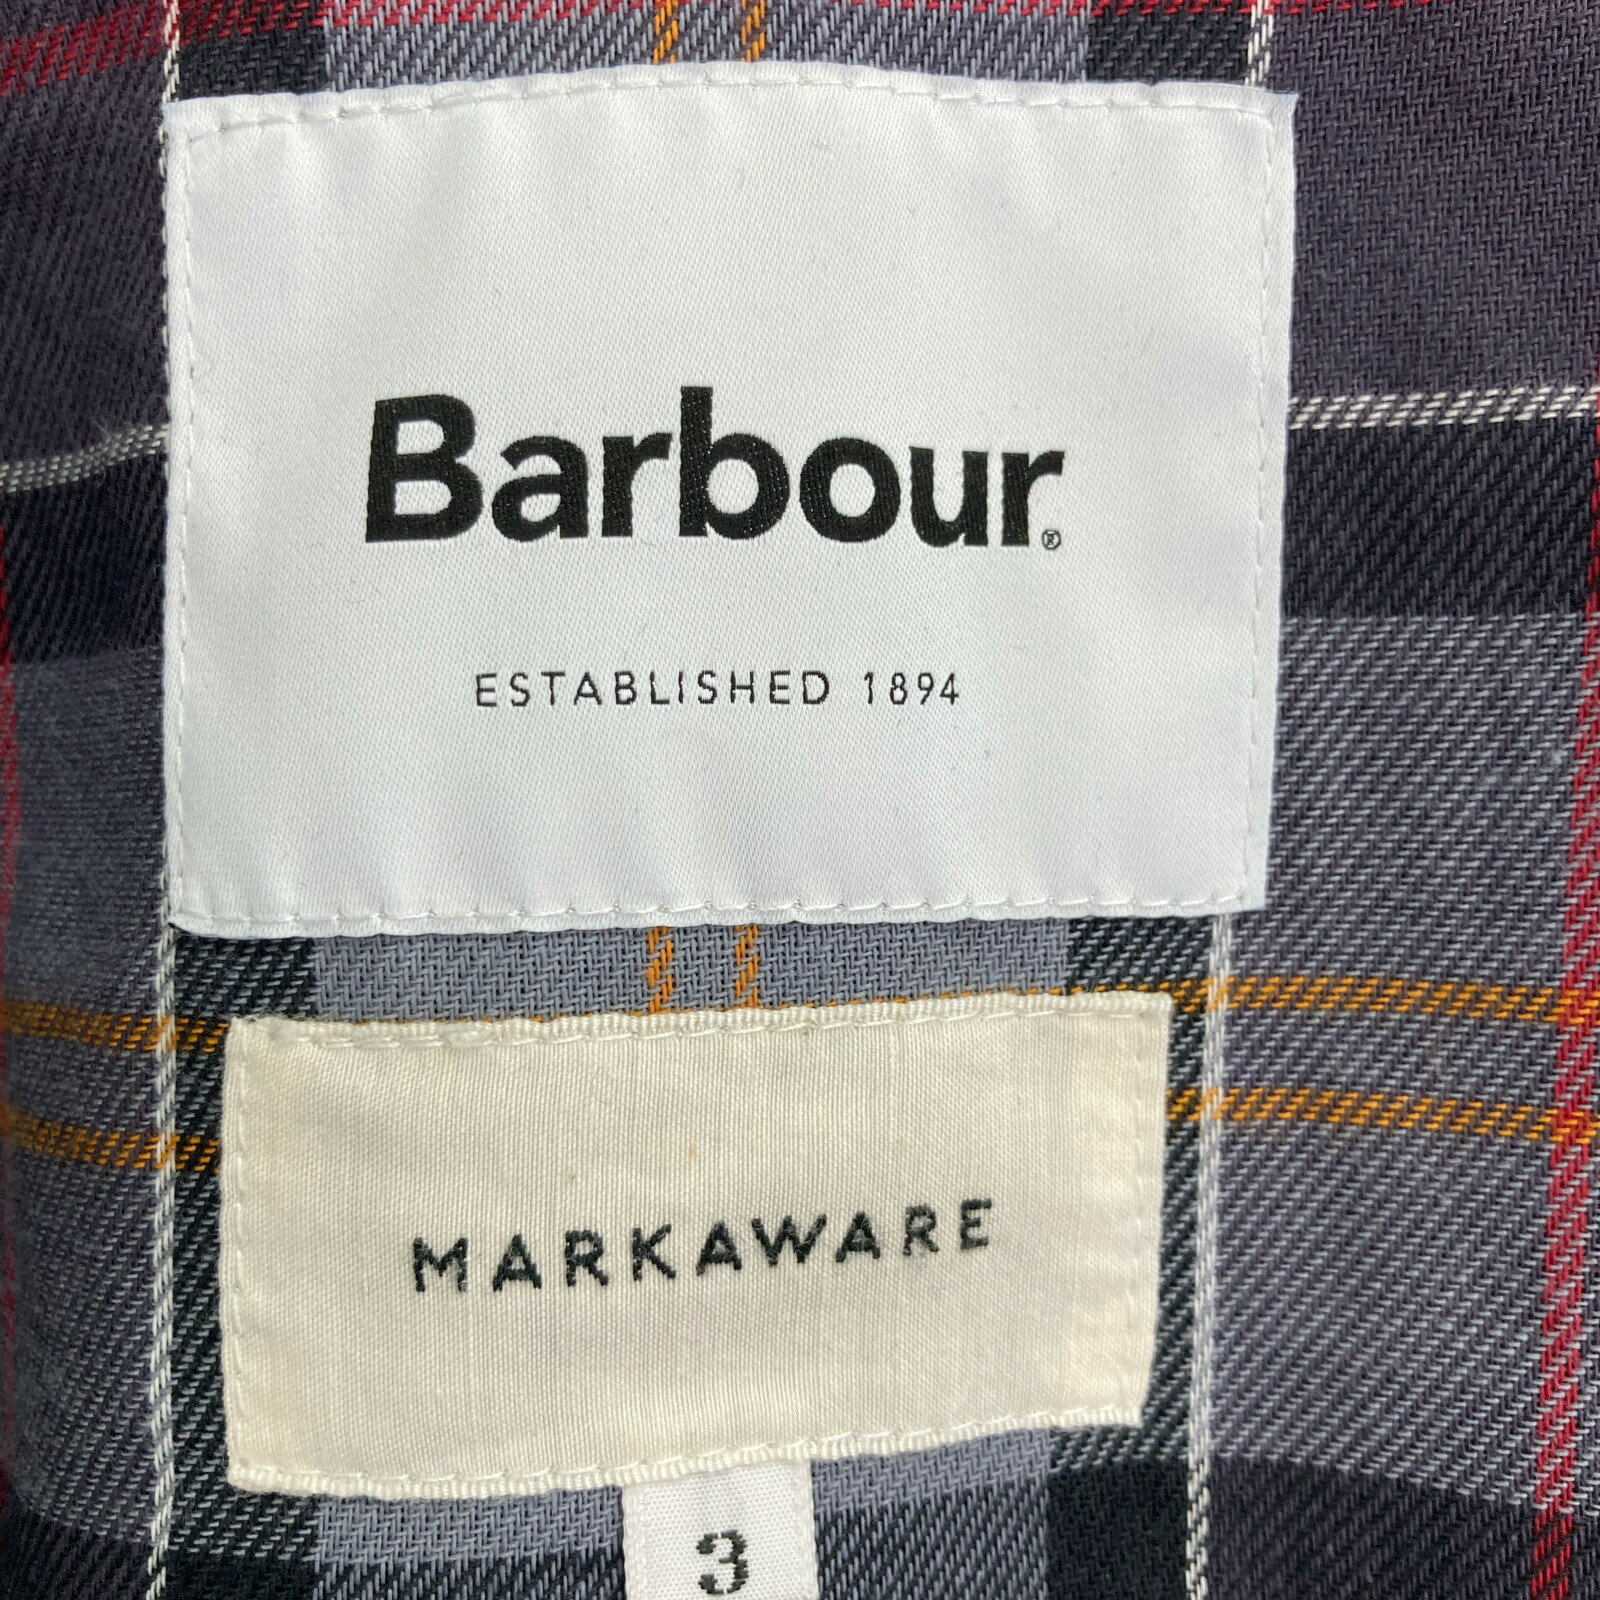 Barbour®
ESTABLISHED 1894
MARKAWARE
3